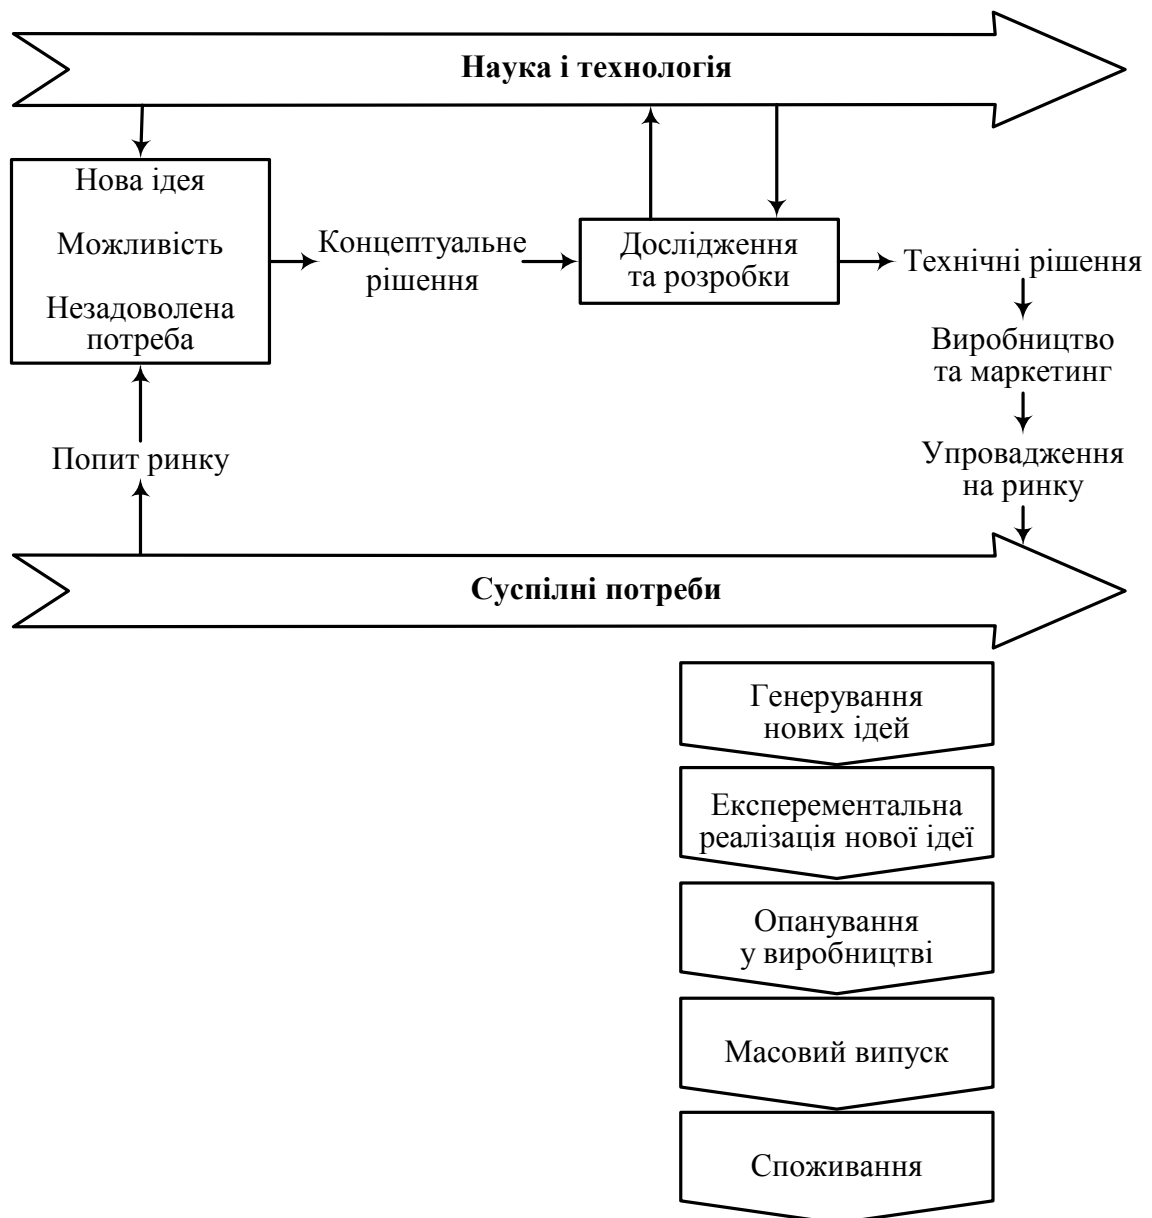 Наука і технологія
Нова ідея
Можливість
Незадоволена
потреба
Концептуальне
рішення
Дослідження
та розробки
Технічні рішення
Виробництво
та маркетинг
Упровадження
на ринку
Попит ринку
Суспілні потреби
Генерування
нових ідей
Експерементальна
реалізація нової ідеї
Опанування
у виробництві
Масовий випуск
Споживання